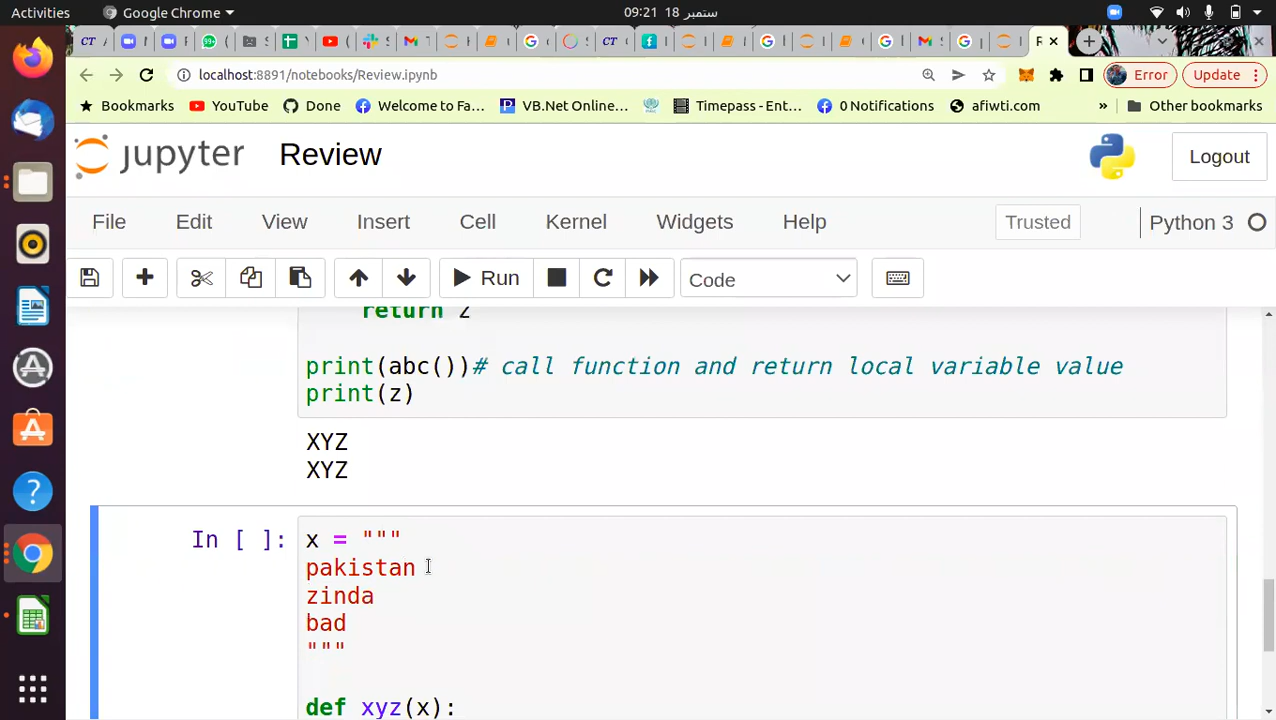 Activities Google Chrome 09:21 18 ستمبر
localhost:8891/notebooks/Review.ipynb Error Update
Bookmarks YouTube Done Welcome to Fa... VB.Net Online... Timepass - Ent... 0 Notifications afiwti.com » Other bookmarks
jupyter Review Logout
File Edit View Insert Cell Kernel Widgets Help Trusted Python 3
Run Code
return z
print(abc())# call function and return local variable value
print(z)
XYZ
XYZ
In [ ]: x = """
pakistan
zinda
bad
"""
def xyz(x):